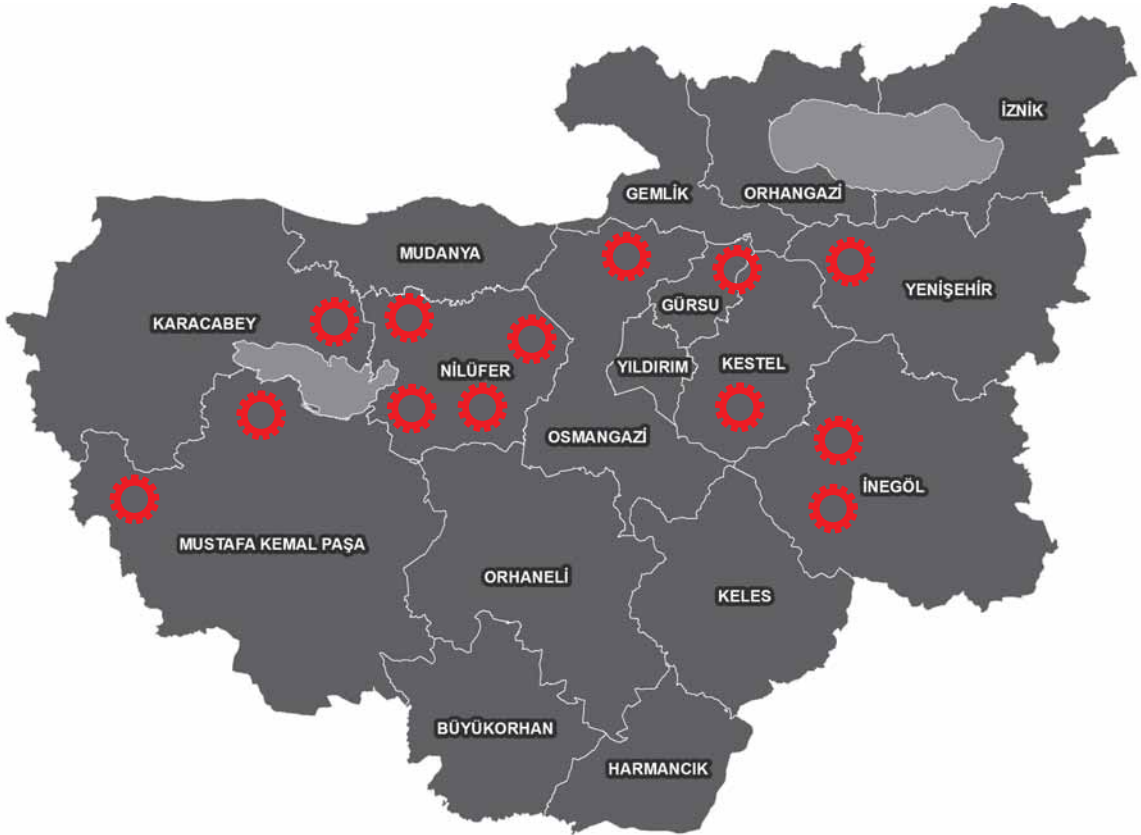 İZNİK
GEMLİK
ORHANGAZİ
MUDANYA
YENİŞEHİR
GÜRSU
KARACABEY
NİLÜFER
YILDIRIM
KESTEL
OSMANGAZİ
İNEGÖL
MUSTAFA KEMAL PAŞA
ORHANELİ
KELES
BÜYÜKORHAN
HARMANCIK